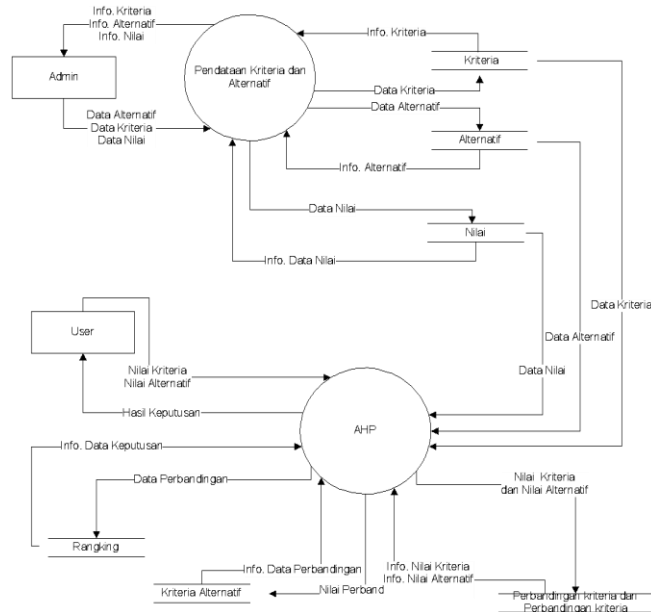 Info. Kriteria
Info. Alternatif
Info. Nilai
Admin
Data Alternatif
Data Kriteria
Data Nilai
Pendataan Kriteria dan
Alternatif
Info. Kriteria
Kriteria
Data Kriteria
Data Alternatif
Alternatif
Info. Alternatif
Data Nilai
Nilai
Info. Data Nilai
Data Kriteria
Data Alternatif
Data Nilai
User
Nilai Kriteria
Nilai Alternatif
Hasil Keputusan
AHP
Info. Data Keputusan
Data Perbandingan
Rangking
Nilai Kriteria
dan Nilai Alternatif
Info. Data Perbandingan
Info. Nilai Kriteria
Info. Nilai Alternatif
Kriteria Alternatif
Nilai Perband
Perbandingan kriteria dan
Perbandingan kriteria